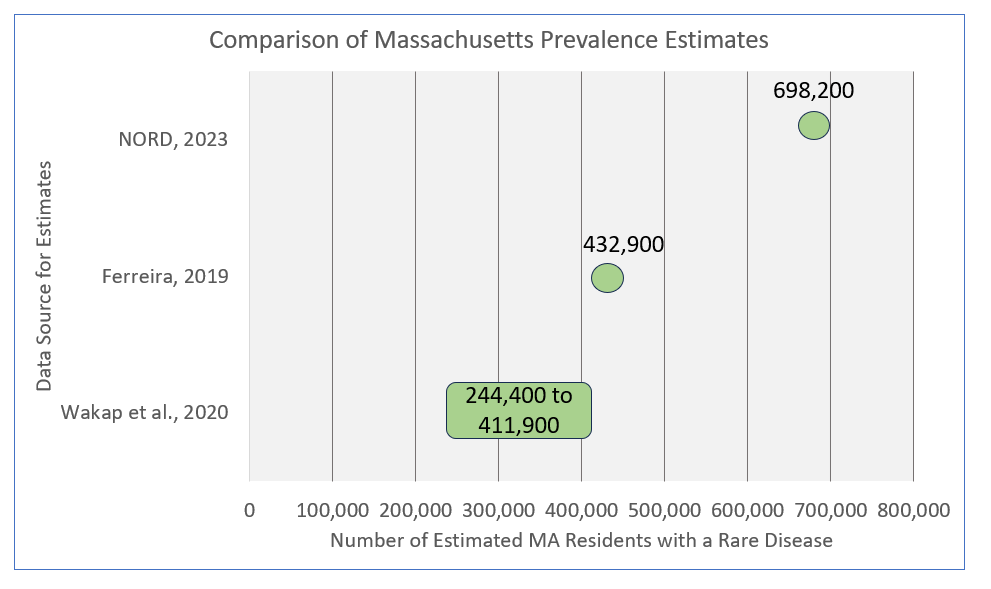 Comparison of Massachusetts Prevalence Estimates
Data Source for Estimates
NORD, 2023
698,200
Ferreira, 2019
432,900
Wakap et al., 2020
244,400 to
411,900
0 100,000 200,000 300,000 400,000 500,000 600,000 700,000 800,000
Number of Estimated MA Residents with a Rare Disease